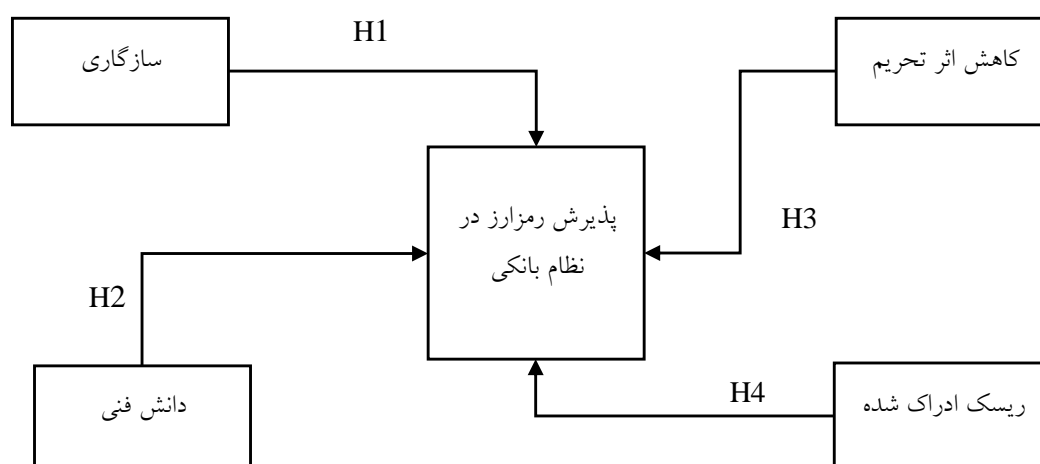 H1
سازگاری
کاهش اثر تحریم
پذیرش رمزارز در
نظام بانکی
H3
H2
دانش فنی
H4
ریسک ادراک شده